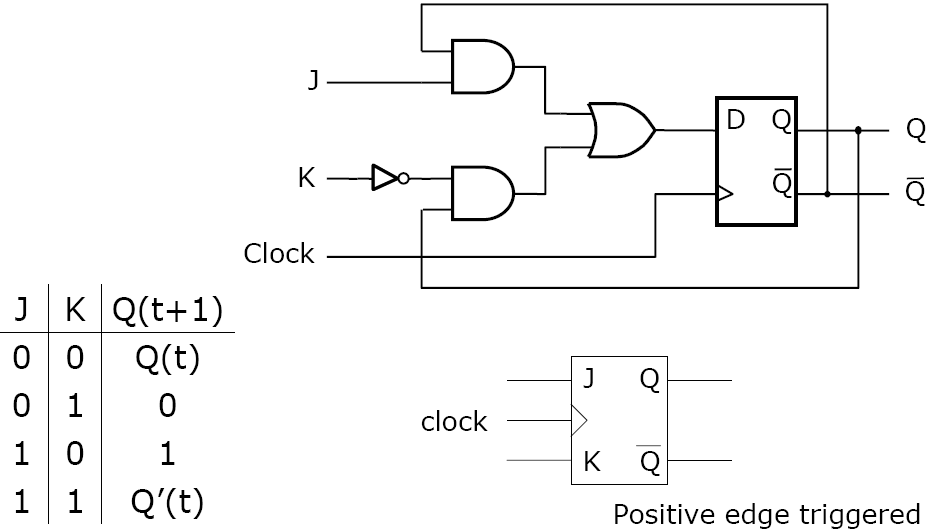 J
K
Clock
D Q
Q̅
Q
Q̅
J K Q(t+1)
0 0 Q(t)
0 1 0
1 0 1
1 1 Q’(t)
clock
J Q
K Q̅
Positive edge triggered